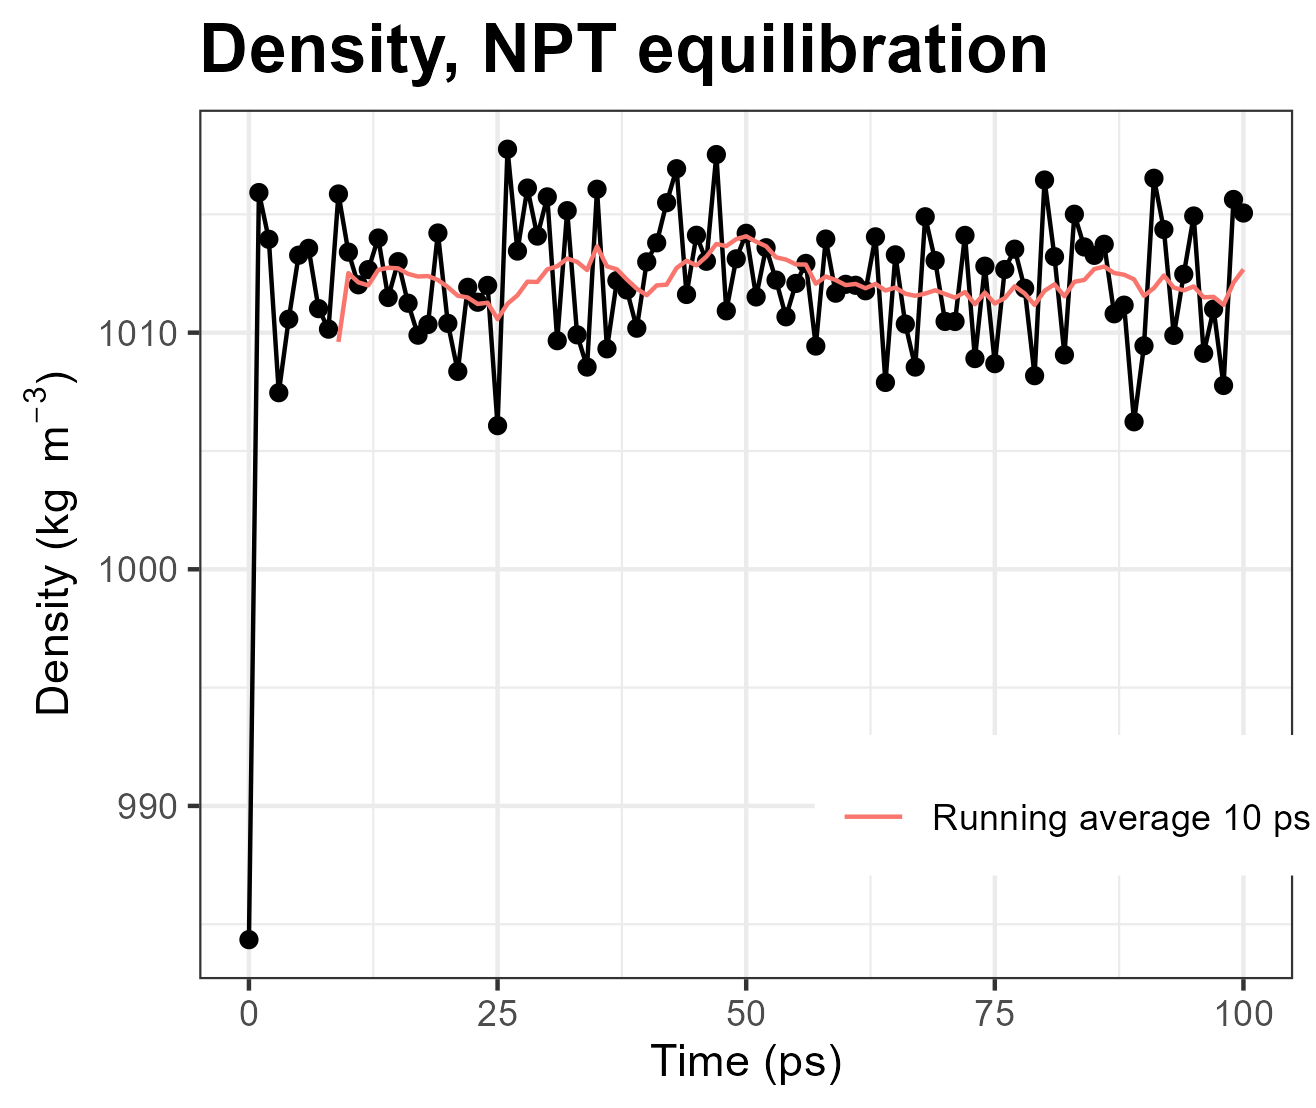 Density, NPT equilibration
Density (kg m⁻³)
1010
1000
990
Running average 10 ps
0 25 50 75 100
Time (ps)